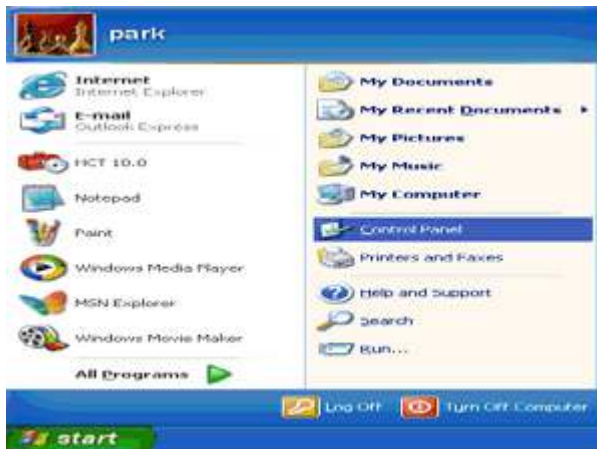 park
Internet
Internet Explorer
E-mail
Outlook Express
HCT 10.0
Notepad
Paint
Windows Media Player
MSN Explorer
Windows Movie Maker
All Programs
My Documents
My Recent Documents
My Pictures
My Music
My Computer
Control Panel
Printers and Faxes
Help and Support
Search
Run...
Log Off
Turn Off Computer
start